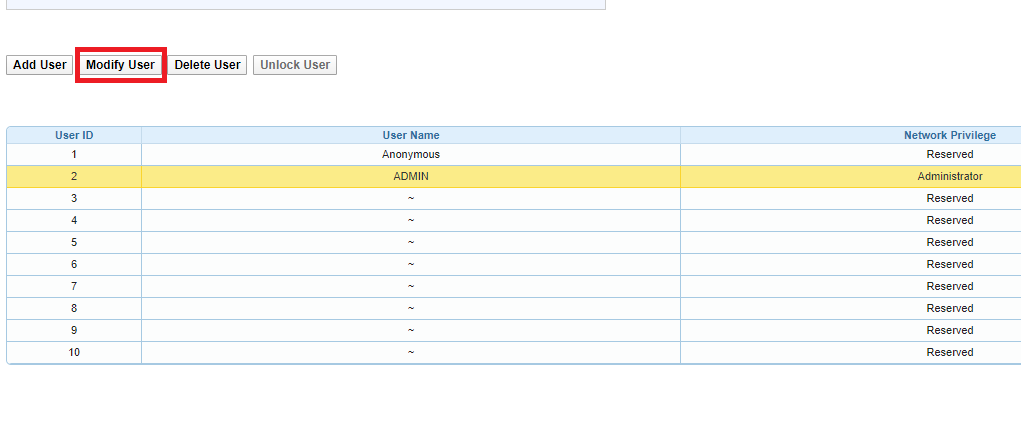 Add User Modify User Delete User Unlock User
User ID User Name Network Privilege
1 Anonymous Reserved
2 ADMIN Administrator
3 ~ Reserved
4 ~ Reserved
5 ~ Reserved
6 ~ Reserved
7 ~ Reserved
8 ~ Reserved
9 ~ Reserved
10 ~ Reserved